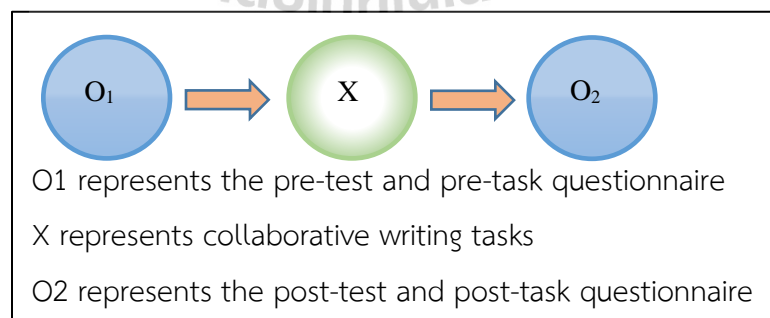 O₁ X O₂
O1 represents the pre-test and pre-task questionnaire
X represents collaborative writing tasks
O2 represents the post-test and post-task questionnaire